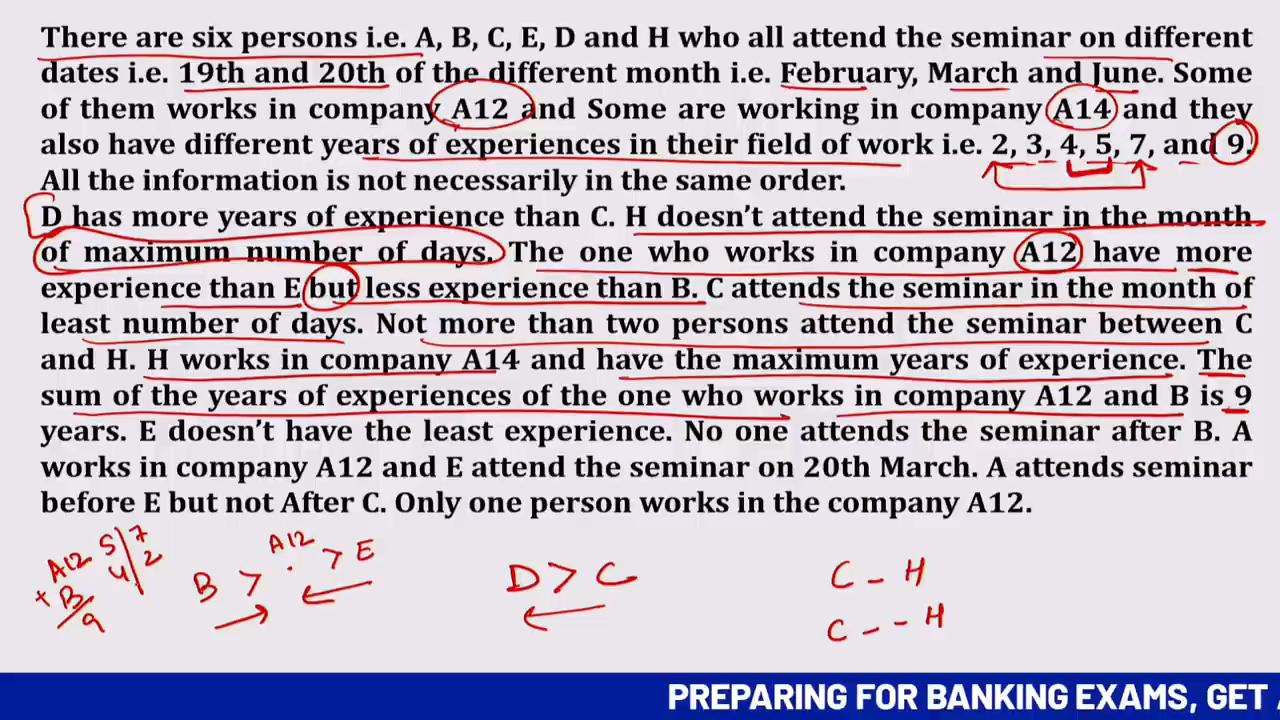 There are six persons i.e. A, B, C, E, D and H who all attend the seminar on different
dates i.e. 19th and 20th of the different month i.e. February, March and June. Some
of them works in company A12 and Some are working in company A14 and they
also have different years of experiences in their field of work i.e. 2, 3, 4, 5, 7, and 9.
All the information is not necessarily in the same order.
D has more years of experience than C. H doesn't attend the seminar in the month
of maximum number of days. The one who works in company A12 have more
experience than E but less experience than B. C attends the seminar in the month of
least number of days. Not more than two persons attend the seminar between C
and H. H works in company A14 and have the maximum years of experience. The
sum of the years of experiences of the one who works in company A12 and B is 9
years. E doesn't have the least experience. No one attends the seminar after B. A
works in company A12 and E attend the seminar on 20th March. A attends seminar
before E but not After C. Only one person works in the company A12.
A12 5 | 7
+ B 4 | 2
9
B > A12 > E
D > C
C - H
C - - H
PREPARING FOR BANKING EXAMS, GET